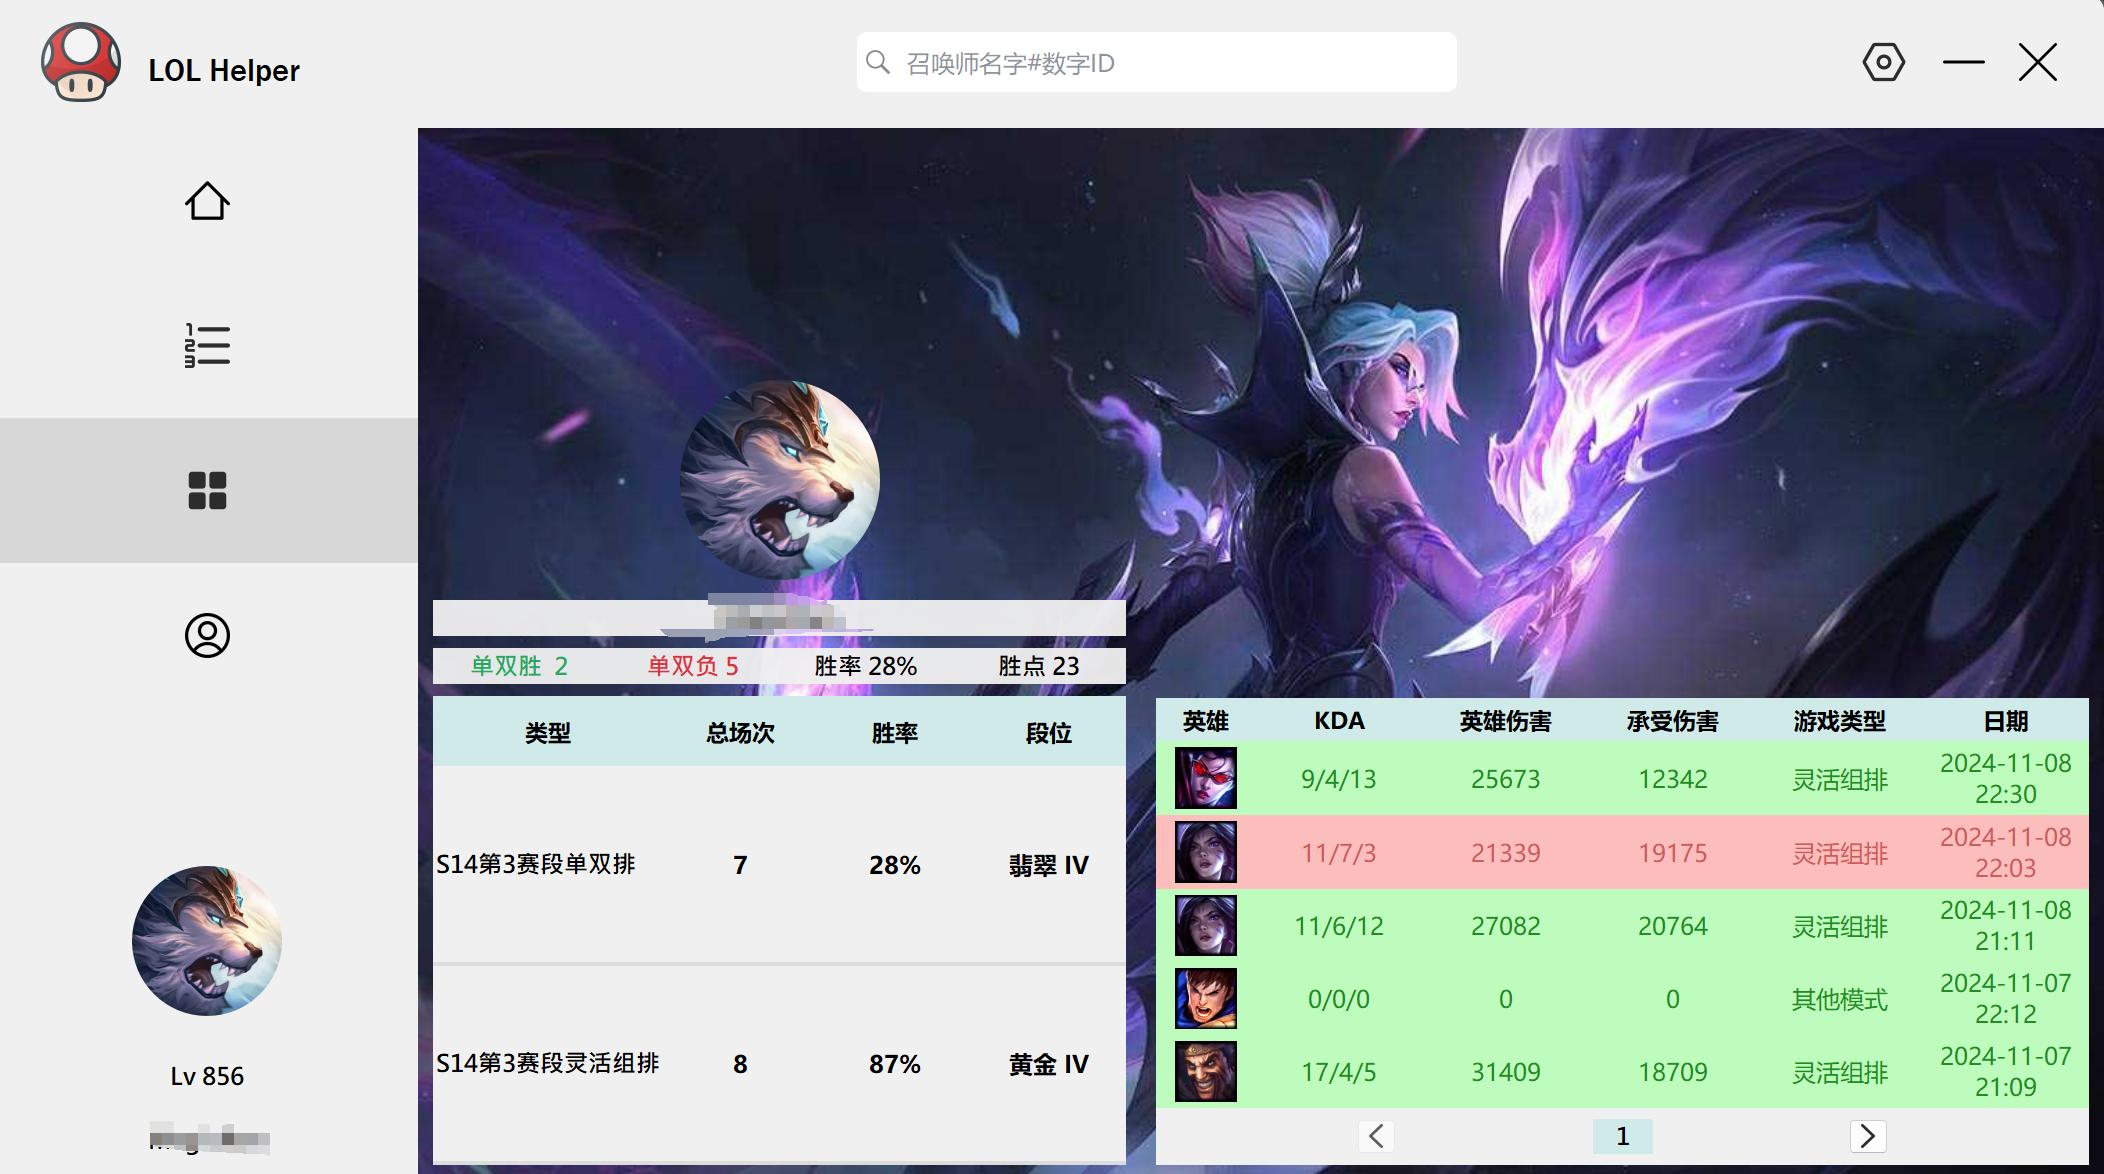 LOL Helper
召唤师名字#数字ID
单双胜 2 单双负 5 胜率 28% 胜点 23
类型 总场次 胜率 段位
S14第3赛段单双排 7 28% 翡翠 IV
S14第3赛段灵活组排 8 87% 黄金 IV
英雄 KDA 英雄伤害 承受伤害 游戏类型 日期
9/4/13 25673 12342 灵活组排 2024-11-08
22:30
11/7/3 21339 19175 灵活组排 2024-11-08
22:03
11/6/12 27082 20764 灵活组排 2024-11-08
21:11
0/0/0 0 0 其他模式 2024-11-07
22:12
17/4/5 31409 18709 灵活组排 2024-11-07
21:09
1
Lv 856